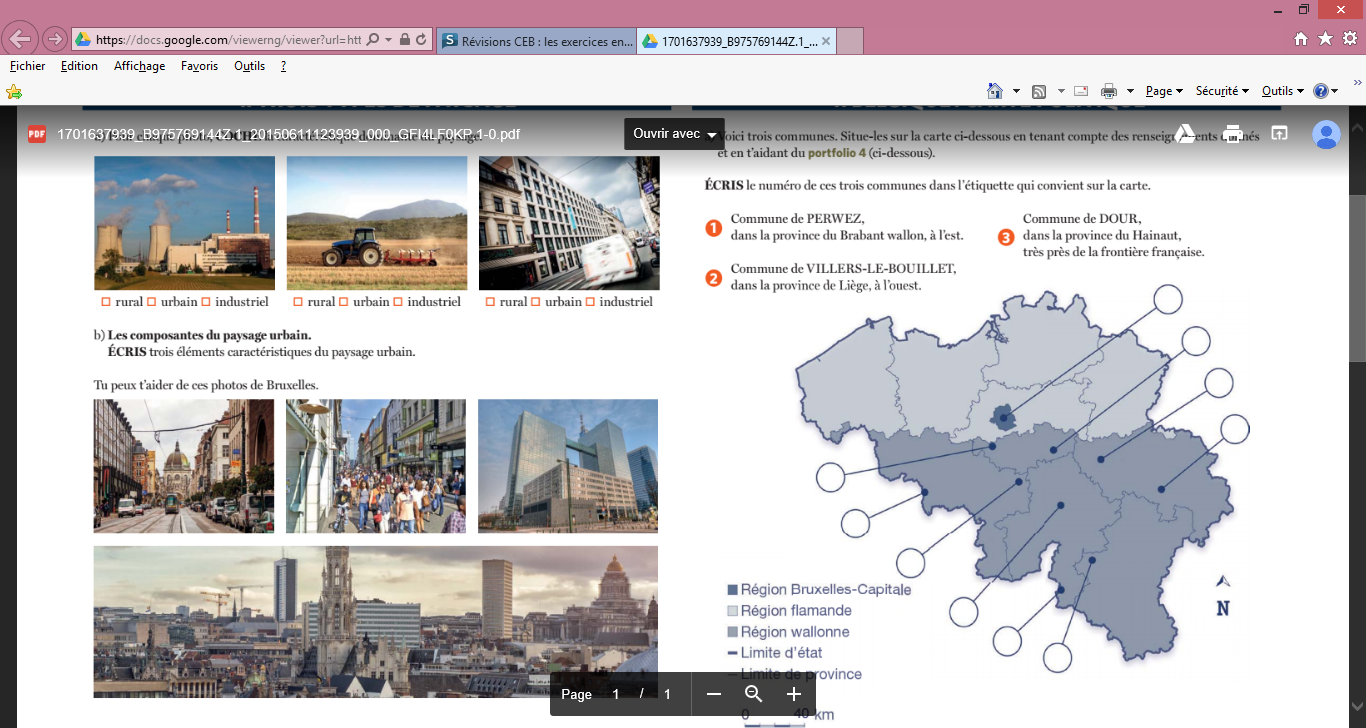 https://docs.google.com/viewerng/viewer?url=htt
Révisions CEB : les exercices en...
1701637939_B975769144Z.1_...
Fichier Edition Affichage Favoris Outils ?
Page Sécurité Outils
PDF 1701637939_B975769144Z.1_20150611123939_000_GFI4LF0KP.1-0.pdf
Ouvrir avec
rural urbain industriel
rural urbain industriel
rural urbain industriel
b) Les composantes du paysage urbain.
ÉCRIS trois éléments caractéristiques du paysage urbain.
Tu peux t'aider de ces photos de Bruxelles.
Voici trois communes. Situe-les sur la carte ci-dessous en tenant compte des
et en t'aidant du portfolio 4 (ci-dessous).
ÉCRIS le numéro de ces trois communes dans l'étiquette qui convient sur la carte.
1 Commune de PERWEZ,
dans la province du Brabant wallon, à l'est.
2 Commune de VILLERS-LE-BOUILLET,
dans la province de Liège, à l'ouest.
3 Commune de DOUR,
dans la province du Hainaut,
très près de la frontière française.
Région Bruxelles-Capitale
Région flamande
Région wallonne
Limite d'état
Limite de province
N
0 40 km
Page 1 / 1